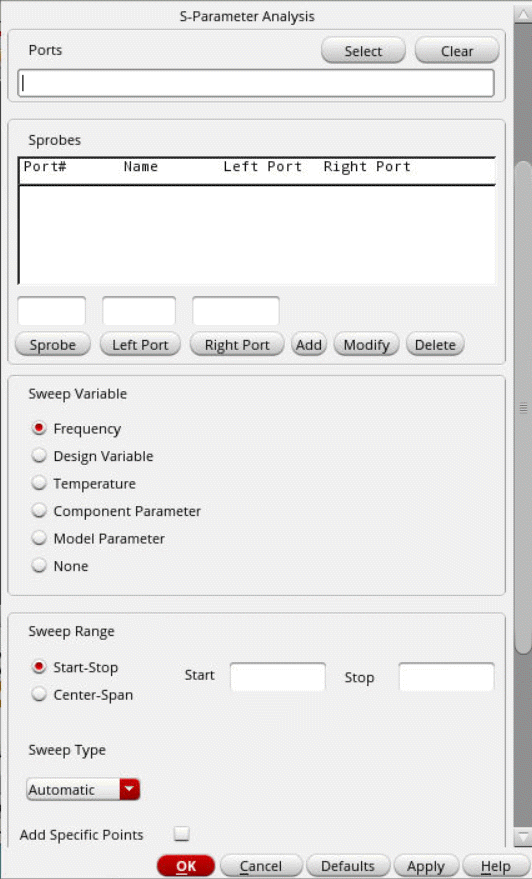 S-Parameter Analysis
Ports Select Clear
Sprobes
Port# Name Left Port Right Port
Sprobe Left Port Right Port Add Modify Delete
Sweep Variable
Frequency
Design Variable
Temperature
Component Parameter
Model Parameter
None
Sweep Range
Start-Stop Start Stop
Center-Span
Sweep Type
Automatic
Add Specific Points
OK Cancel Defaults Apply Help